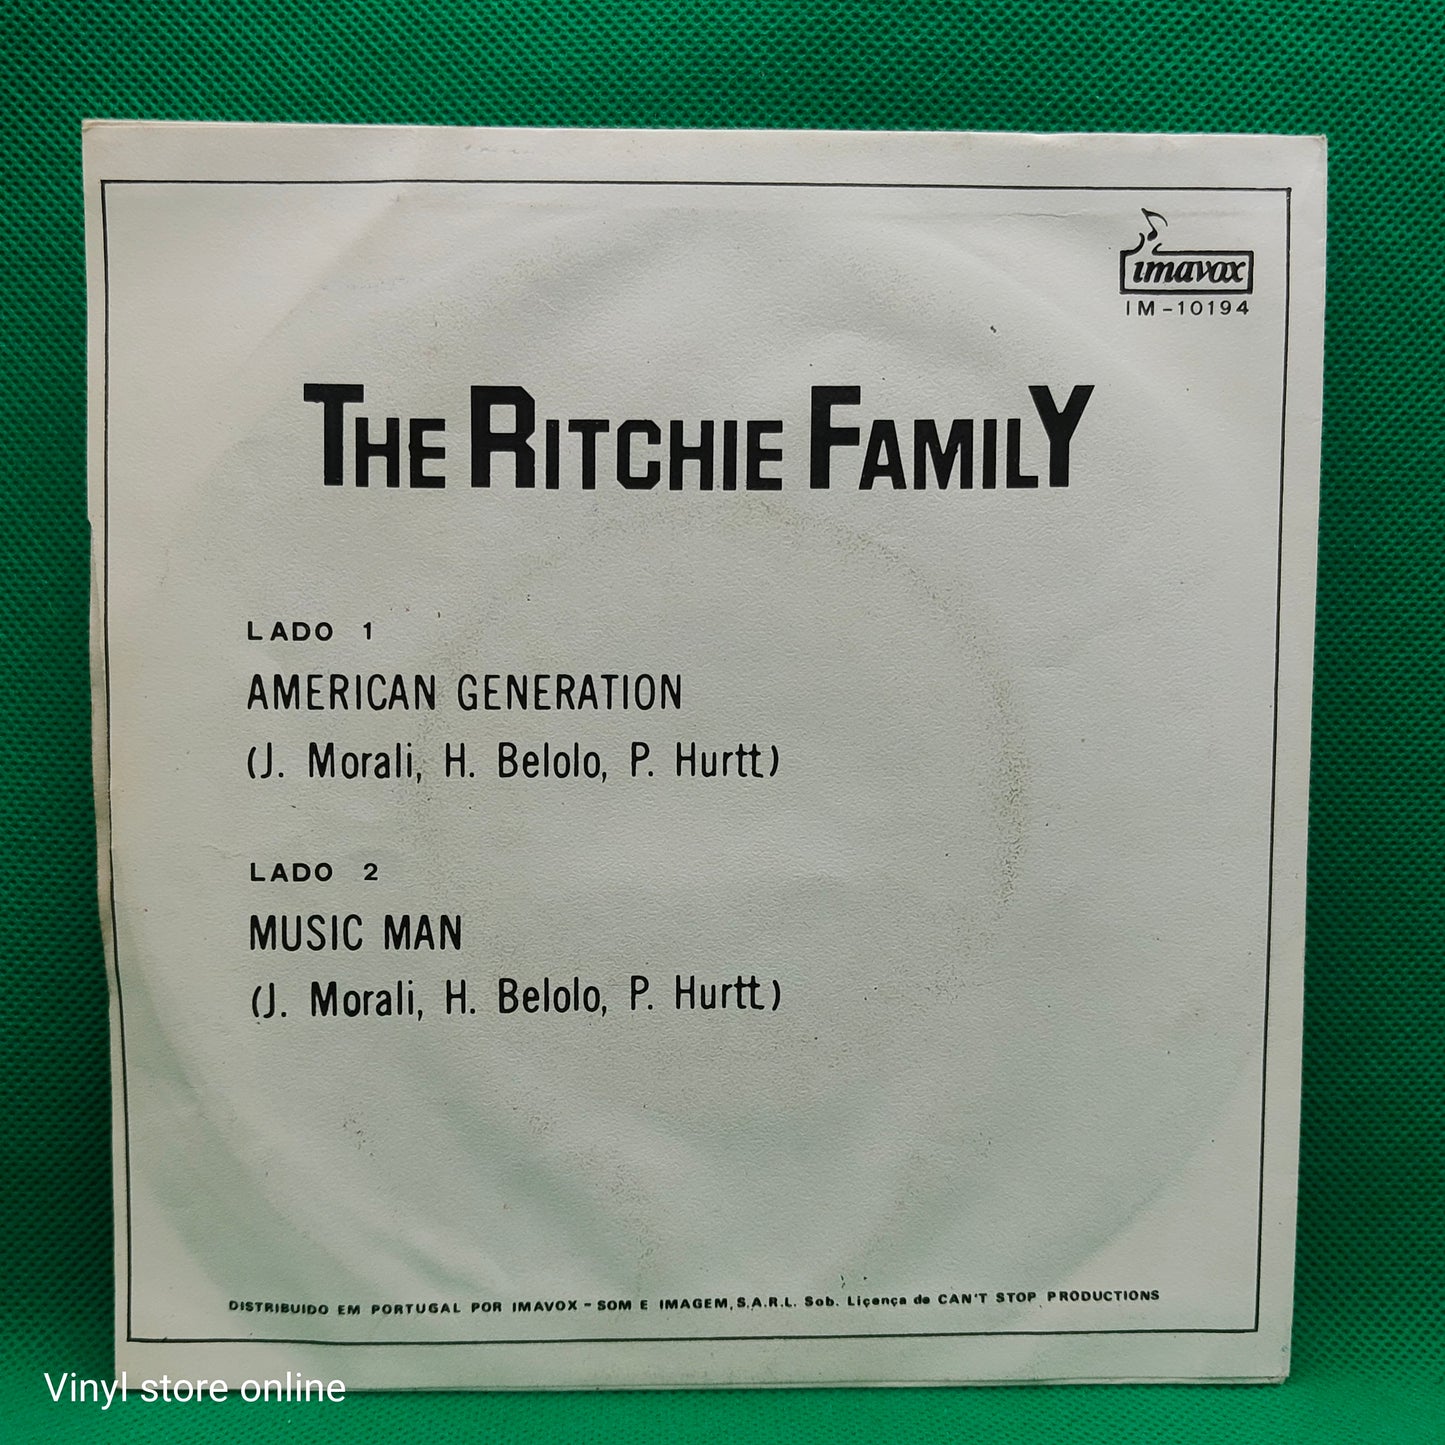 imavox
IM-10194
THE RITCHIE FAMILY
LADO 1
AMERICAN GENERATION
(J. Morali, H. Belolo, P. Hurtt)
LADO 2
MUSIC MAN
(J. Morali, H. Belolo, P. Hurtt)
DISTRIBUIDO EM PORTUGAL POR IMAVOX - SOM E IMAGEM, S.A.R.L. Sob. Liçença de CAN'T STOP PRODUCTIONS
Vinyl store online